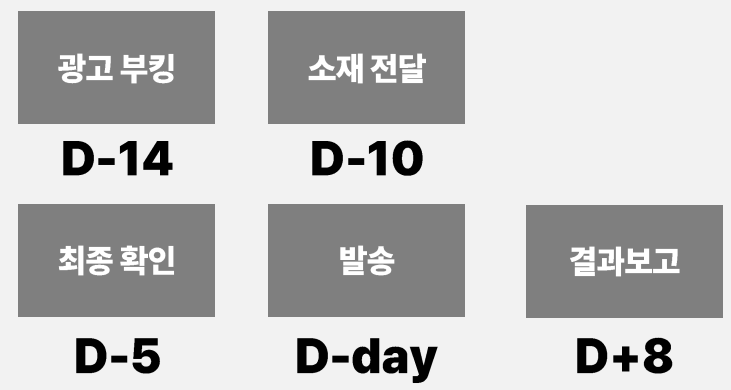 광고 부킹
D-14
소재 전달
D-10
최종 확인
D-5
발송
D-day
결과보고
D+8